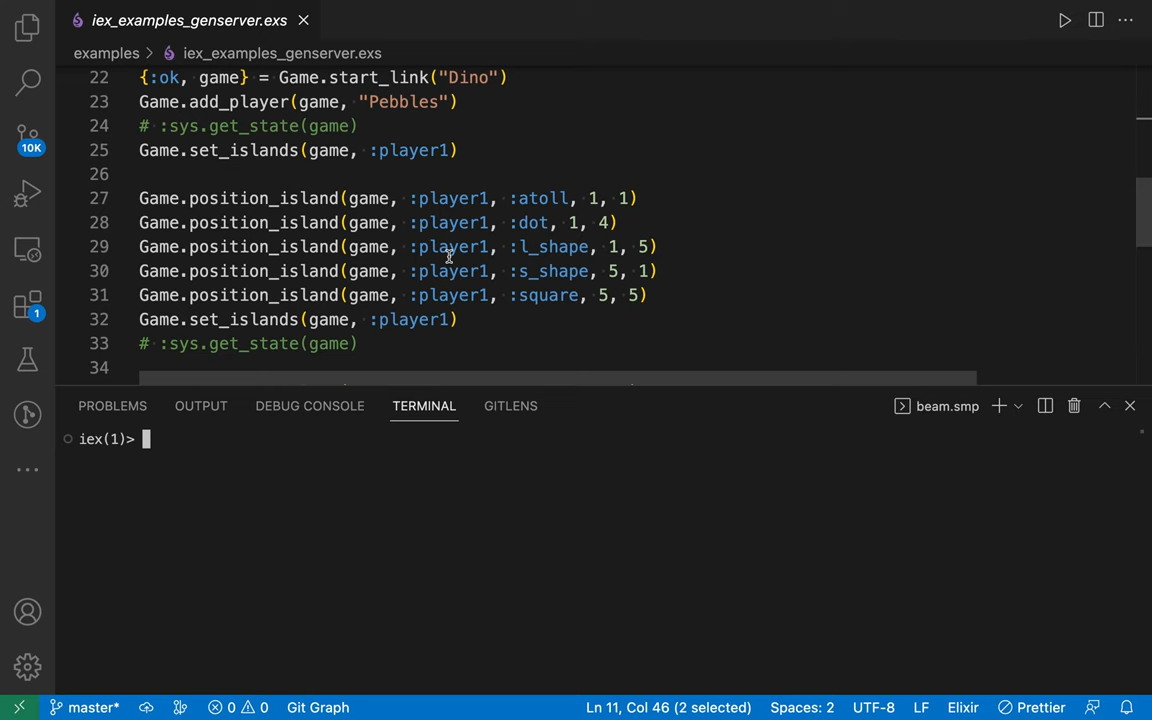 iex_examples_genserver.exs
examples > iex_examples_genserver.exs
22 {:ok, game} = Game.start_link("Dino")
23 Game.add_player(game, "Pebbles")
24 # :sys.get_state(game)
25 Game.set_islands(game, :player1)
26
27 Game.position_island(game, :player1, :atoll, 1, 1)
28 Game.position_island(game, :player1, :dot, 1, 4)
29 Game.position_island(game, :player1, :l_shape, 1, 5)
30 Game.position_island(game, :player1, :s_shape, 5, 1)
31 Game.position_island(game, :player1, :square, 5, 5)
32 Game.set_islands(game, :player1)
33 # :sys.get_state(game)
34
10K
1
PROBLEMS OUTPUT DEBUG CONSOLE TERMINAL GITLENS beam.smp
iex(1)>
master* 0 0 Git Graph Ln 11, Col 46 (2 selected) Spaces: 2 UTF-8 LF Elixir Prettier